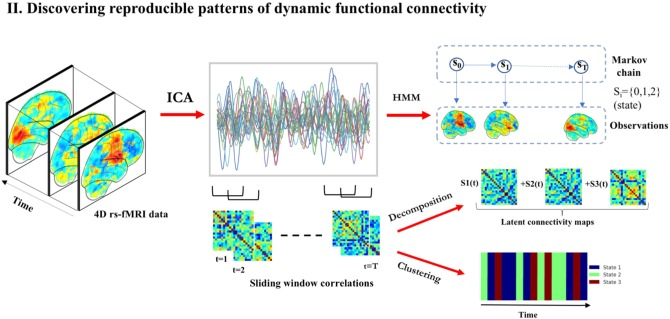 II. Discovering reproducible patterns of dynamic functional connectivity
Time
4D rs-fMRI data
ICA
HMM
S0
S1
ST
Markov
chain
Si={0,1,2}
(state)
Observations
t=1
t=2
t=T
Sliding window correlations
Decomposition
Clustering
S1(t)
+S2(t)
+S3(t)
Latent connectivity maps
State 1
State 2
State 3
Time